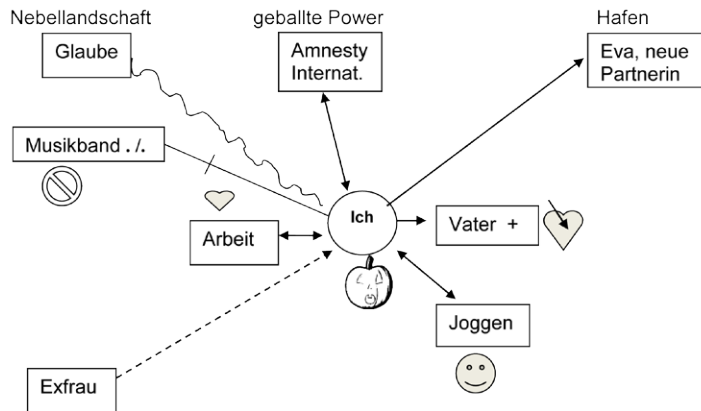 Nebellandschaft
geballte Power
Hafen
Glaube
Amnesty
Internat.
Eva, neue
Partnerin
Musikband ./.
Ich
Arbeit
Vater +
Joggen
Exfrau